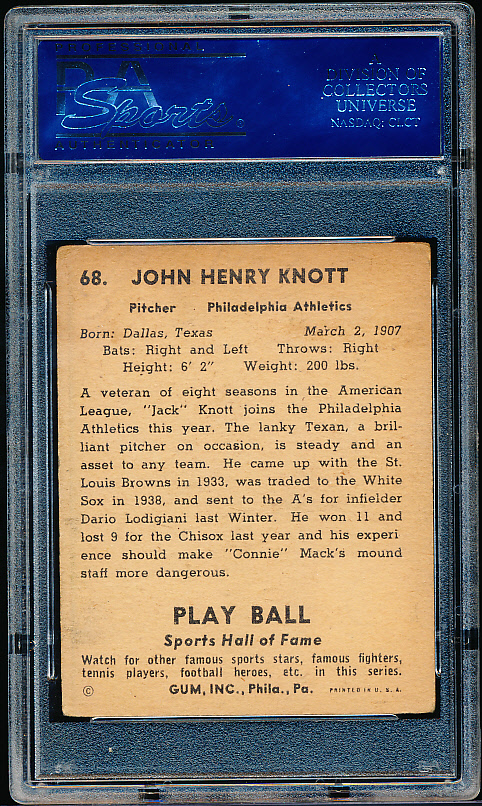 PROFESSIONAL
PSA
Sports
AUTHENTICATOR
A
DIVISION OF
COLLECTORS
UNIVERSE
NASDAQ: CLCT
68. JOHN HENRY KNOTT
Pitcher Philadelphia Athletics
Born: Dallas, Texas March 2, 1907
Bats: Right and Left Throws: Right
Height: 6' 2" Weight: 200 lbs.
A veteran of eight seasons in the American
League, "Jack" Knott joins the Philadelphia
Athletics this year. The lanky Texan, a bril-
liant pitcher on occasion, is steady and an
asset to any team. He came up with the St.
Louis Browns in 1933, was traded to the White
Sox in 1938, and sent to the A's for infielder
Dario Lodigiani last Winter. He won 11 and
lost 9 for the Chisox last year and his experi
ence should make "Connie" Mack's mound
staff more dangerous.
PLAY BALL
Sports Hall of Fame
Watch for other famous sports stars, famous fighters,
tennis players, football heroes, etc. in this series.
© GUM, INC., Phila., Pa. PRINTED IN U. S. A.